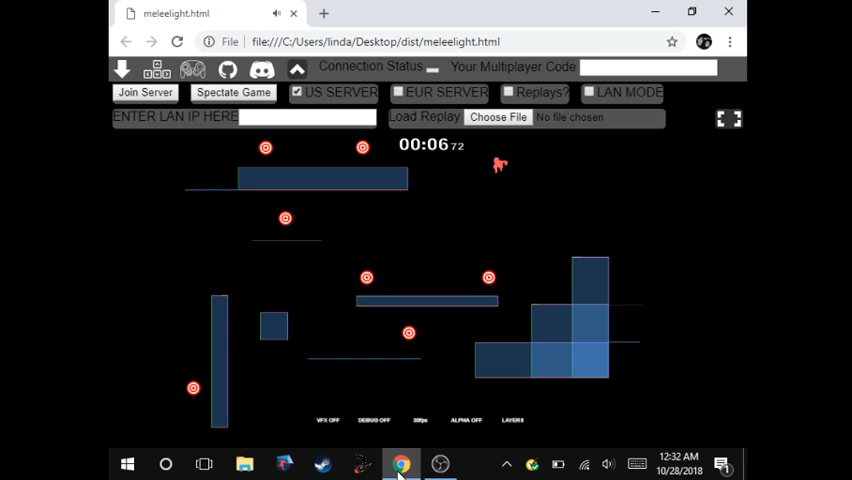 meleelight.html
File file:///C:/Users/linda/Desktop/dist/meleelight.html
Connection Status Your Multiplayer Code
Join Server Spectate Game US SERVER EUR SERVER Replays? LAN MODE
ENTER LAN IP HERE Load Replay Choose File No file chosen
00:06 72
VFX OFF DEBUG OFF ALPHA OFF
12:32 AM
10/28/2018
1